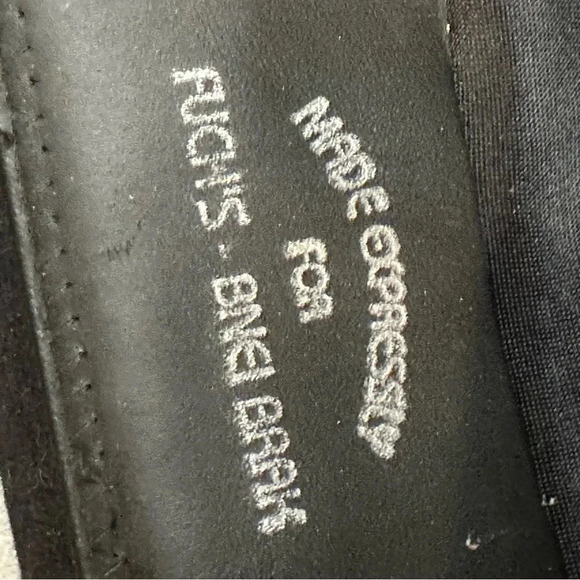 MADE EXPRESSLY
FOR
FUCHS - BNEI BRAK